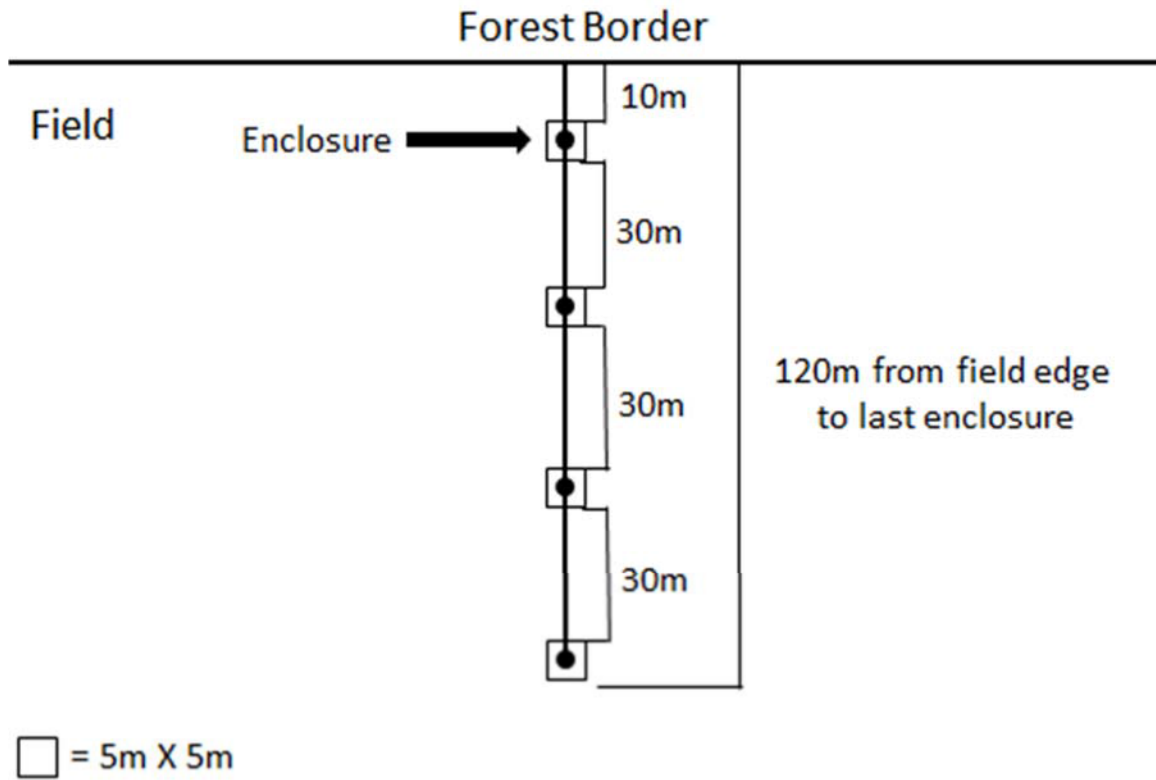 Forest Border
Field
Enclosure
10m
30m
30m
120m from field edge
to last enclosure
30m
= 5m X 5m